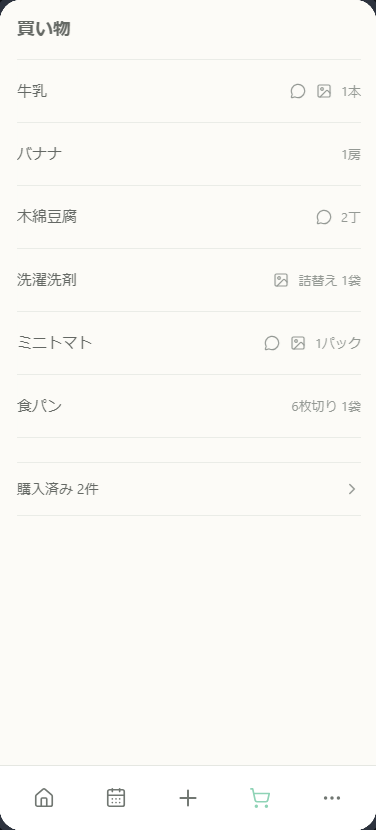 買い物
牛乳 1本
バナナ 1房
木綿豆腐 2丁
洗濯洗剤 詰替え 1袋
ミニトマト 1パック
食パン 6枚切り 1袋
購入済み 2件